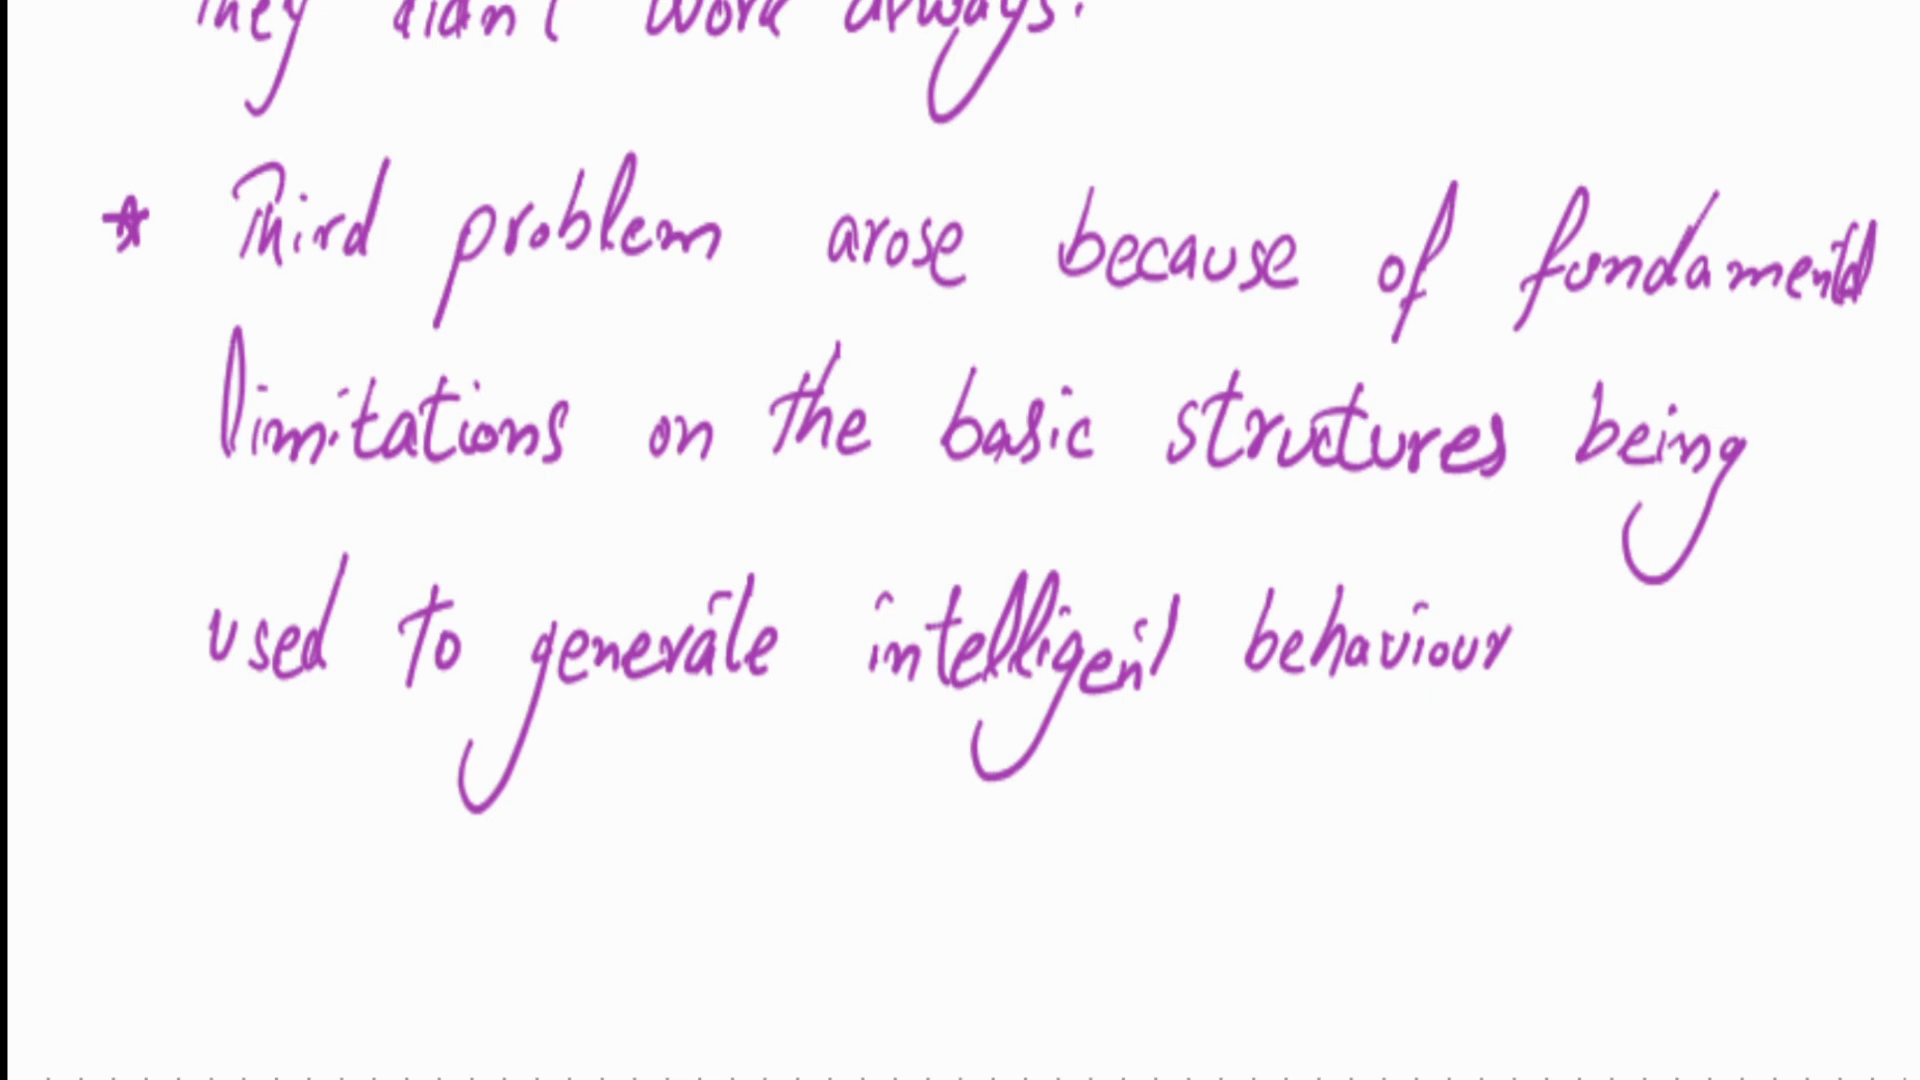 They didn't work always.
* Third problem arose because of fundamental
limitations on the basic structures being
used to generate intelligent behaviour